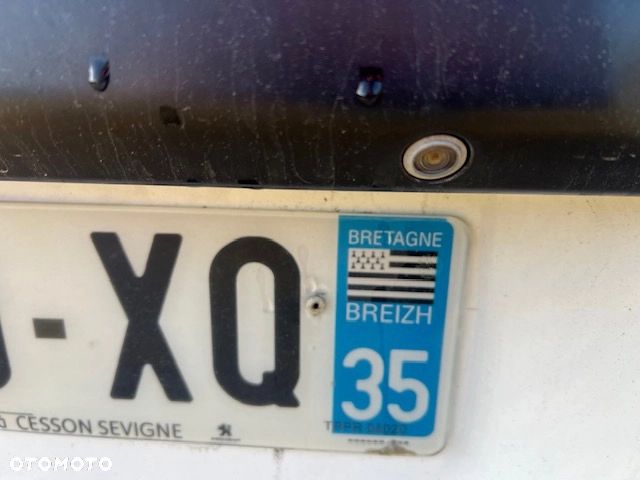 BRETAGNE
-XQ
BREIZH
35
CESSON SEVIGNE
OTOMOTO